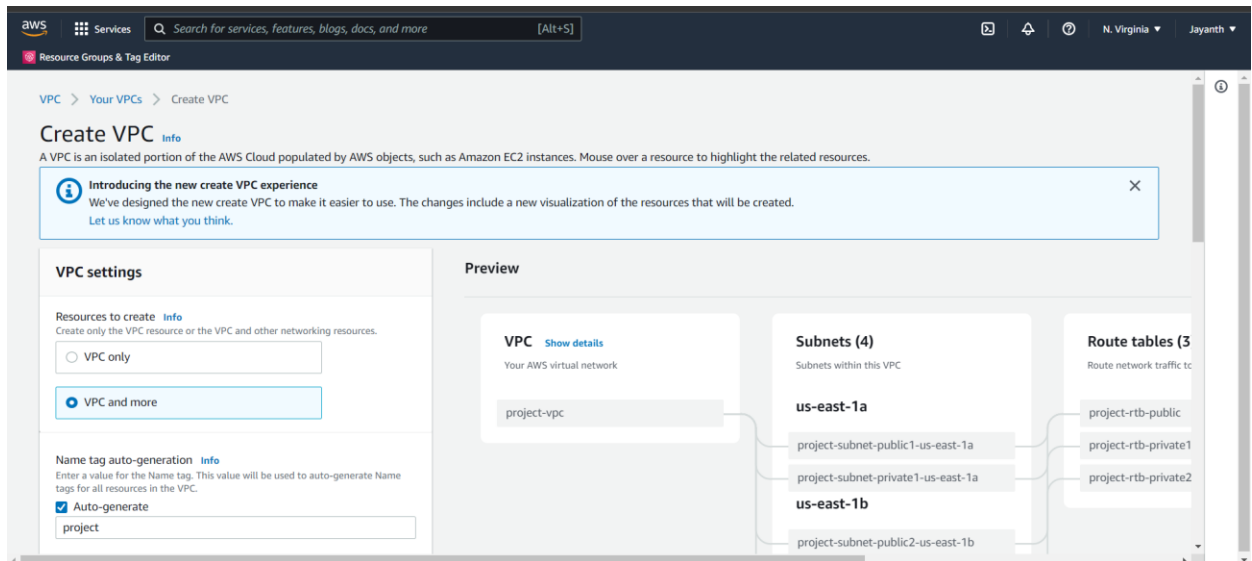 aws
Services
Search for services, features, blogs, docs, and more
[Alt+S]
N. Virginia ▼
Jayanth ▼
Resource Groups & Tag Editor
VPC > Your VPCs > Create VPC
Create VPC Info
A VPC is an isolated portion of the AWS Cloud populated by AWS objects, such as Amazon EC2 instances. Mouse over a resource to highlight the related resources.
Introducing the new create VPC experience
We've designed the new create VPC to make it easier to use. The changes include a new visualization of the resources that will be created.
Let us know what you think.
VPC settings
Resources to create Info
Create only the VPC resource or the VPC and other networking resources.
VPC only
VPC and more
Name tag auto-generation Info
Enter a value for the Name tag. This value will be used to auto-generate Name
tags for all resources in the VPC.
Auto-generate
project
Preview
VPC Show details
Your AWS virtual network
project-vpc
Subnets (4)
Subnets within this VPC
us-east-1a
project-subnet-public1-us-east-1a
project-subnet-private1-us-east-1a
us-east-1b
project-subnet-public2-us-east-1b
Route tables (3
Route network traffic to
project-rtb-public
project-rtb-private1
project-rtb-private2